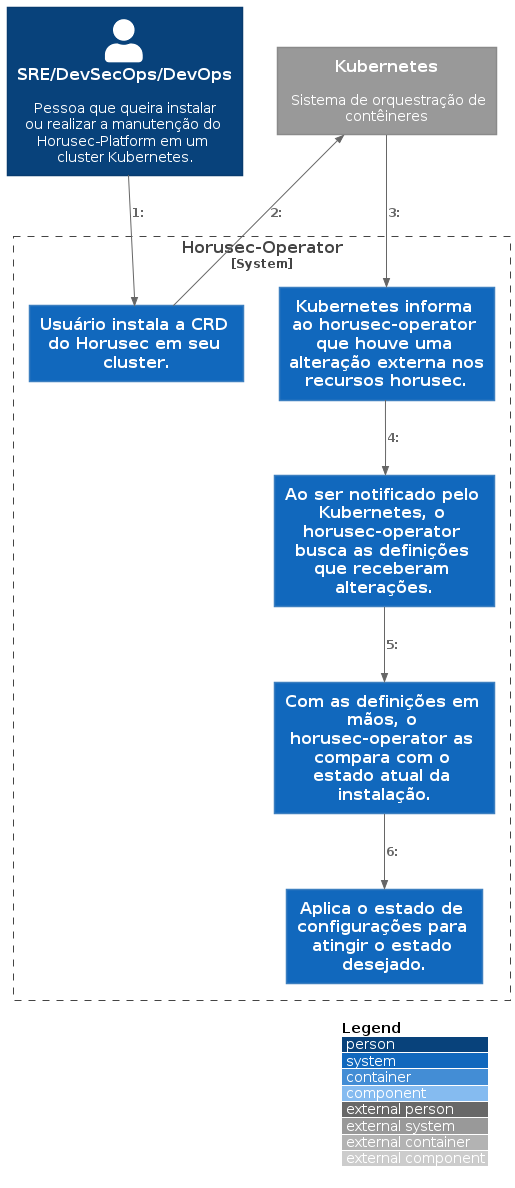 SRE/DevSecOps/DevOps
Pessoa que queira instalar
ou realizar a manutenção do
Horusec-Platform em um
cluster Kubernetes.
Kubernetes
Sistema de orquestração de
contêineres
1:
2:
3:
Horusec-Operator
[System]
Usuário instala a CRD
do Horusec em seu
cluster.
Kubernetes informa
ao horusec-operator
que houve uma
alteração externa nos
recursos horusec.
4:
Ao ser notificado pelo
Kubernetes, o
horusec-operator
busca as definições
que receberam
alterações.
5:
Com as definições em
mãos, o
horusec-operator as
compara com o
estado atual da
instalação.
6:
Aplica o estado de
configurações para
atingir o estado
desejado.
Legend
person
system
container
component
external person
external system
external container
external component